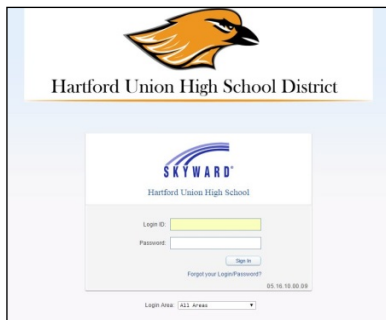 Hartford Union High School District
SKYWARD®
Hartford Union High School
Login ID:
Password:
Sign In
Forgot your Login/Password?
05.16.10.00.09
Login Area: All Areas